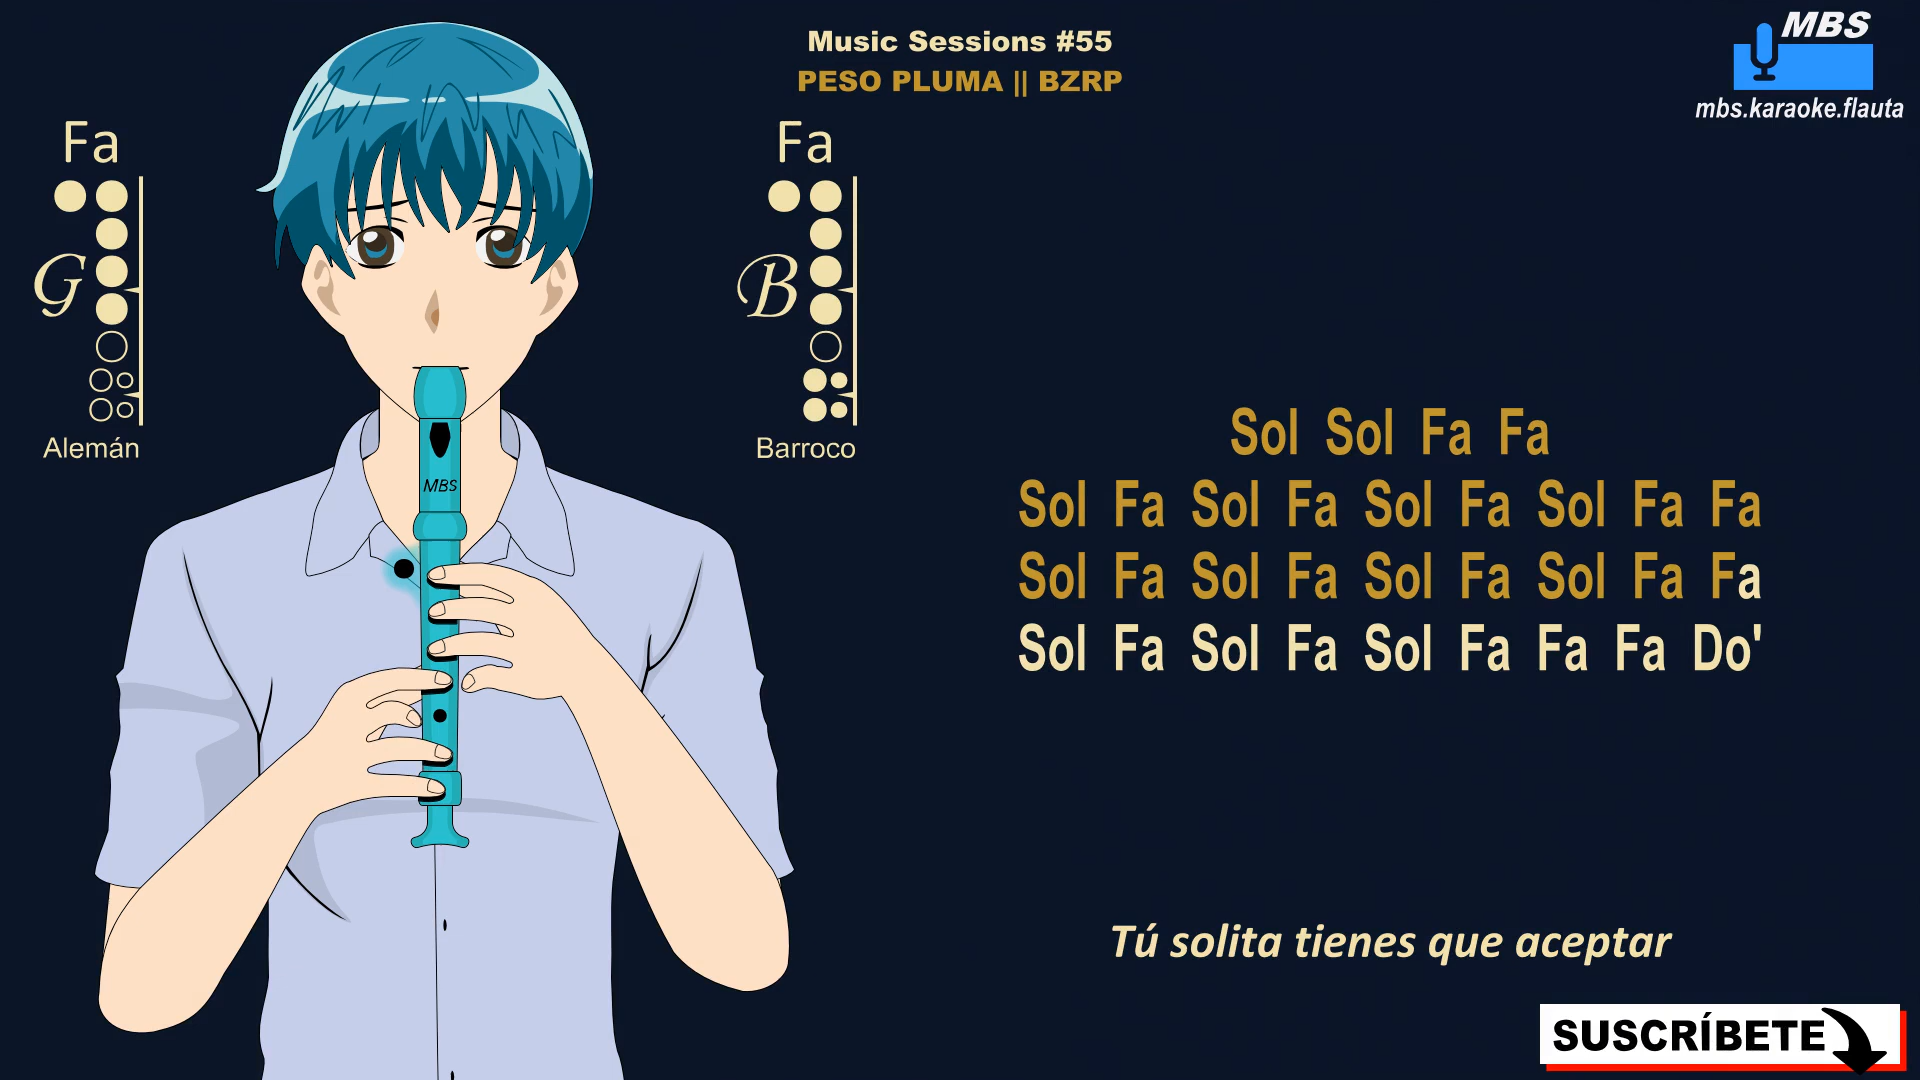 Music Sessions #55
PESO PLUMA || BZRP
MBS
mbs.karaoke.flauta
Fa
G
Alemán
Fa
B
Barroco
MBS
Sol Sol Fa Fa
Sol Fa Sol Fa Sol Fa Sol Fa Fa
Sol Fa Sol Fa Sol Fa Sol Fa Fa
Sol Fa Sol Fa Sol Fa Fa Fa Do'
Tú solita tienes que aceptar
SUSCRÍBETE